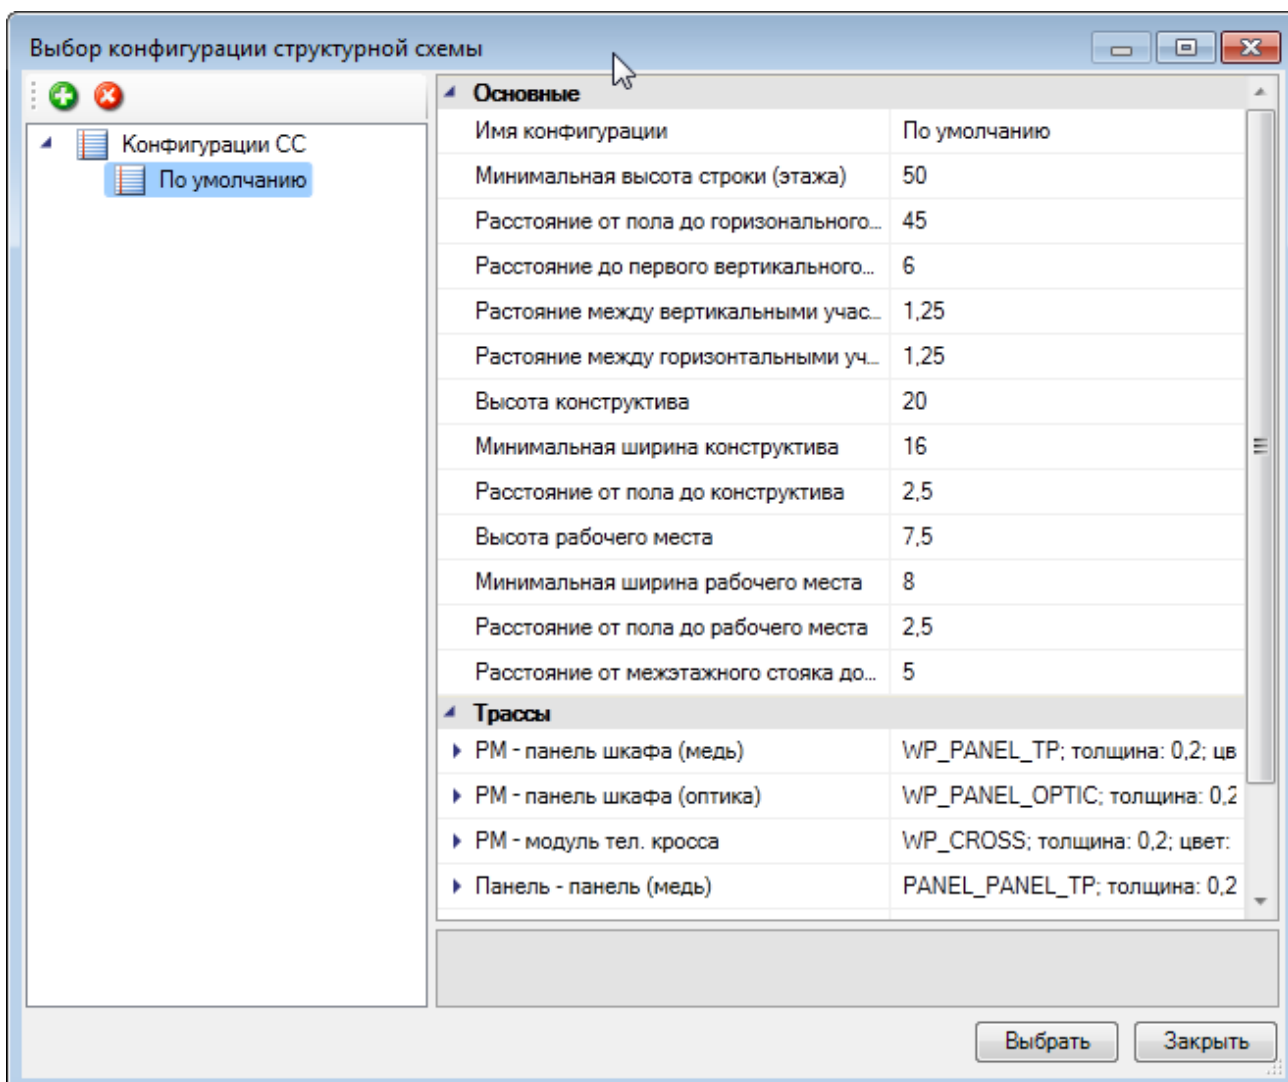 Выбор конфигурации структурной схемы
Конфигурации СС
По умолчанию
Основные
Имя конфигурации По умолчанию
Минимальная высота строки (этажа) 50
Расстояние от пола до горизонального... 45
Расстояние до первого вертикального... 6
Растояние между вертикальными учас... 1,25
Растояние между горизонтальными уч... 1,25
Высота конструктива 20
Минимальная ширина конструктива 16
Расстояние от пола до конструктива 2,5
Высота рабочего места 7,5
Минимальная ширина рабочего места 8
Расстояние от пола до рабочего места 2,5
Расстояние от межэтажного стояка до... 5
Трассы
РМ - панель шкафа (медь) WP_PANEL_TP; толщина: 0,2; цв
РМ - панель шкафа (оптика) WP_PANEL_OPTIC; толщина: 0,2
РМ - модуль тел. кросса WP_CROSS; толщина: 0,2; цвет:
Панель - панель (медь) PANEL_PANEL_TP; толщина: 0,2
Выбрать Закрыть